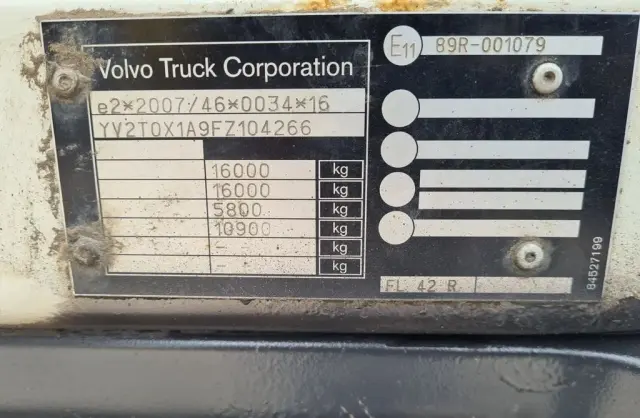 Volvo Truck Corporation
e2*2007/46*0034*16
YV2T0X1A9FZ104266
16000 kg
16000 kg
5800 kg
10900 kg
- kg
- kg
E11 89R-001079
FL 42 R
84527199